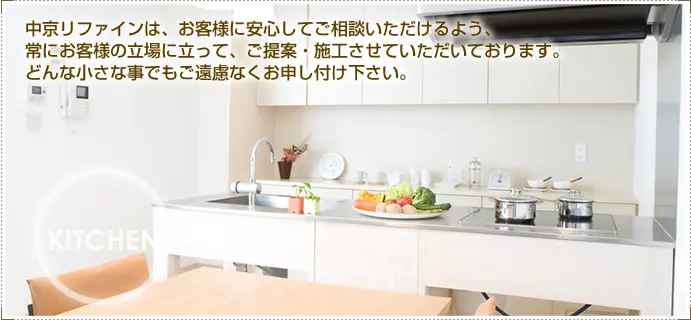 中京リファインは、お客様に安心してご相談いただけるよう、
常にお客様の立場に立って、ご提案・施工させていただいております。
どんな小さな事でもご遠慮なくお申し付け下さい。
KITCHEN